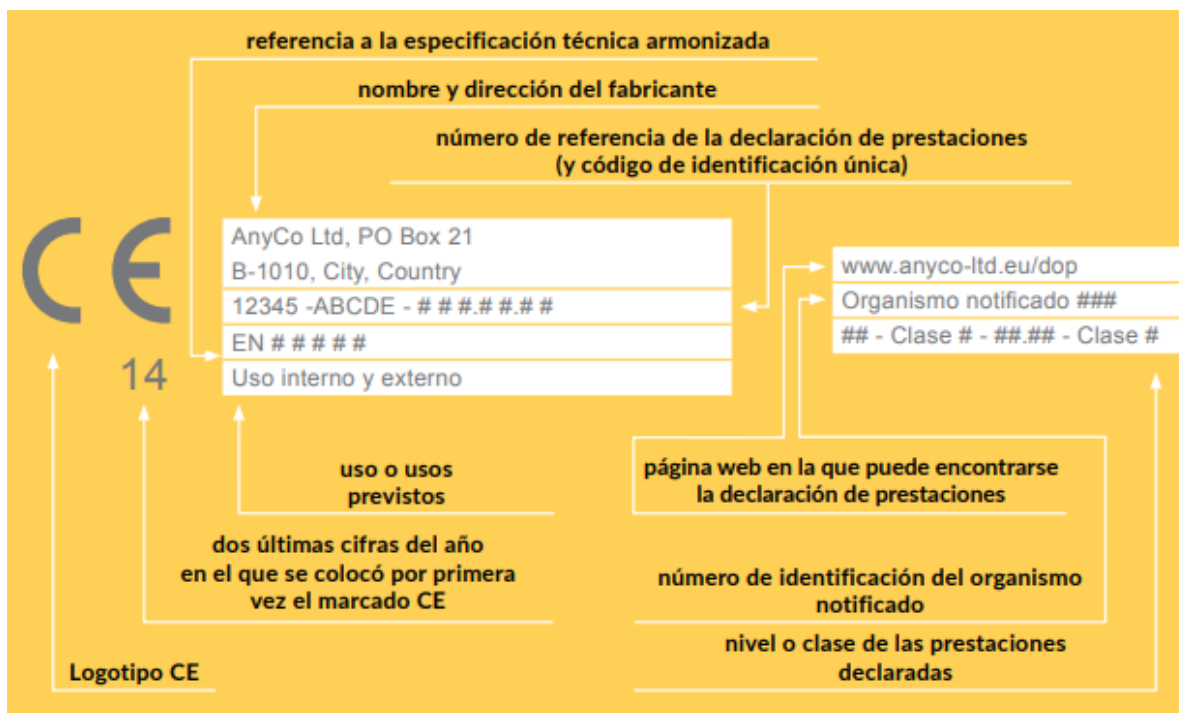 referencia a la especificación técnica armonizada
nombre y dirección del fabricante
número de referencia de la declaración de prestaciones
(y código de identificación única)
CE
14
AnyCo Ltd, PO Box 21
B-1010, City, Country
12345 -ABCDE - # # #.# #.# #
EN # # # # #
Uso interno y externo
www.anyco-ltd.eu/dop
Organismo notificado ###
## - Clase # - ##.## - Clase #
uso o usos
previstos
página web en la que puede encontrarse
la declaración de prestaciones
dos últimas cifras del año
en el que se colocó por primera
vez el marcado CE
número de identificación del organismo
notificado
nivel o clase de las prestaciones
declaradas
Logotipo CE